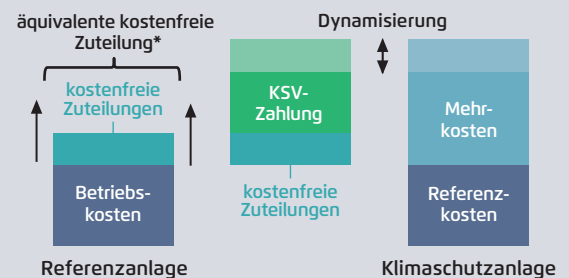 äquivalente kostenfreie
Zuteilung*
kostenfreie
Zuteilungen
Betriebs-
kosten
Referenzanlage
KSV-
Zahlung
kostenfreie
Zuteilungen
Dynamisierung
Mehr-
kosten
Referenz-
kosten
Klimaschutzanlage